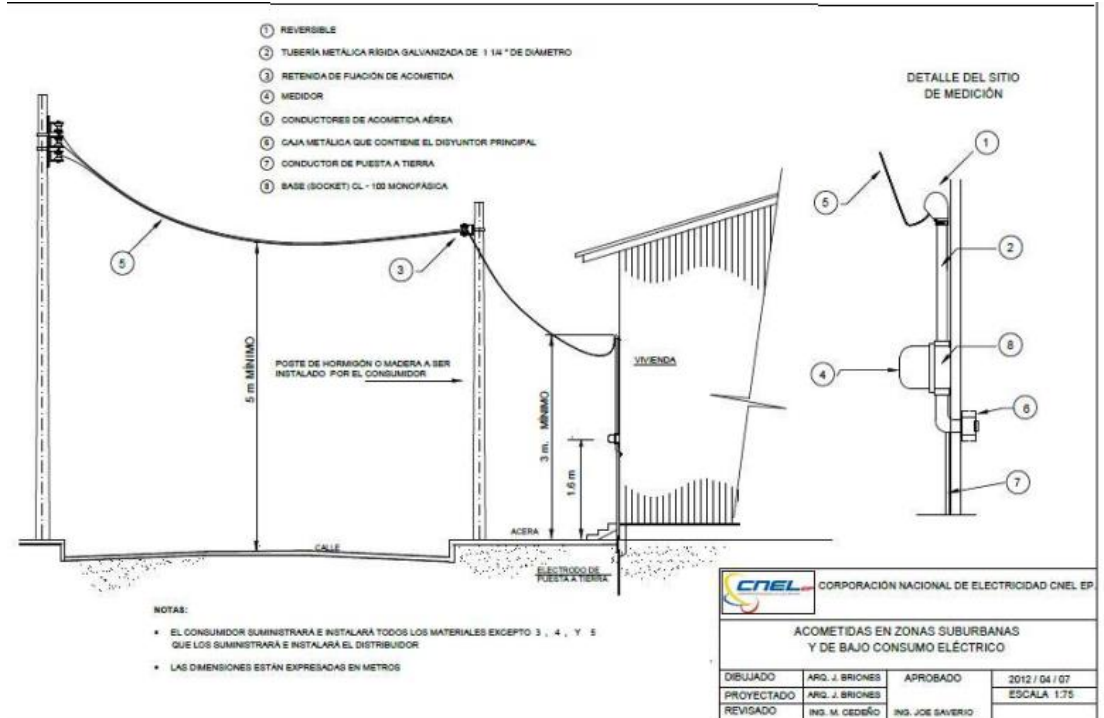 1 REVERSIBLE
2 TUBERÍA METÁLICA RÍGIDA GALVANIZADA DE 1 1/4 " DE DIÁMETRO
3 RETENIDA DE FIJACIÓN DE ACOMETIDA
4 MEDIDOR
5 CONDUCTORES DE ACOMETIDA AÉREA
6 CAJA METÁLICA QUE CONTIENE EL DISYUNTOR PRINCIPAL
7 CONDUCTOR DE PUESTA A TIERRA
8 BASE (SOCKET) CL - 100 MONOFÁSICA
DETALLE DEL SITIO
DE MEDICIÓN
1
5
2
8
4
6
7
5
3
5 m MÍNIMO
POSTE DE HORMIGÓN O MADERA A SER
INSTALADO POR EL CONSUMIDOR
3 m. MÍNIMO
1.6 m
VIVIENDA
ACERA
CALLE
ELECTRODO DE
PUESTA A TIERRA
NOTAS:
• EL CONSUMIDOR SUMINISTRARÁ E INSTALARÁ TODOS LOS MATERIALES EXCEPTO 3 , 4 , Y 5
QUE LOS SUMINISTRARÁ E INSTALARÁ EL DISTRIBUIDOR
• LAS DIMENSIONES ESTÁN EXPRESADAS EN METROS
CNEL EP CORPORACIÓN NACIONAL DE ELECTRICIDAD CNEL EP.
ACOMETIDAS EN ZONAS SUBURBANAS
Y DE BAJO CONSUMO ELÉCTRICO
DIBUJADO ARQ. J. BRIONES APROBADO 2012 / 04 / 07
PROYECTADO ARQ. J. BRIONES ESCALA 1:75
REVISADO ING. M. CEDEÑO ING. JOE SAVERIO